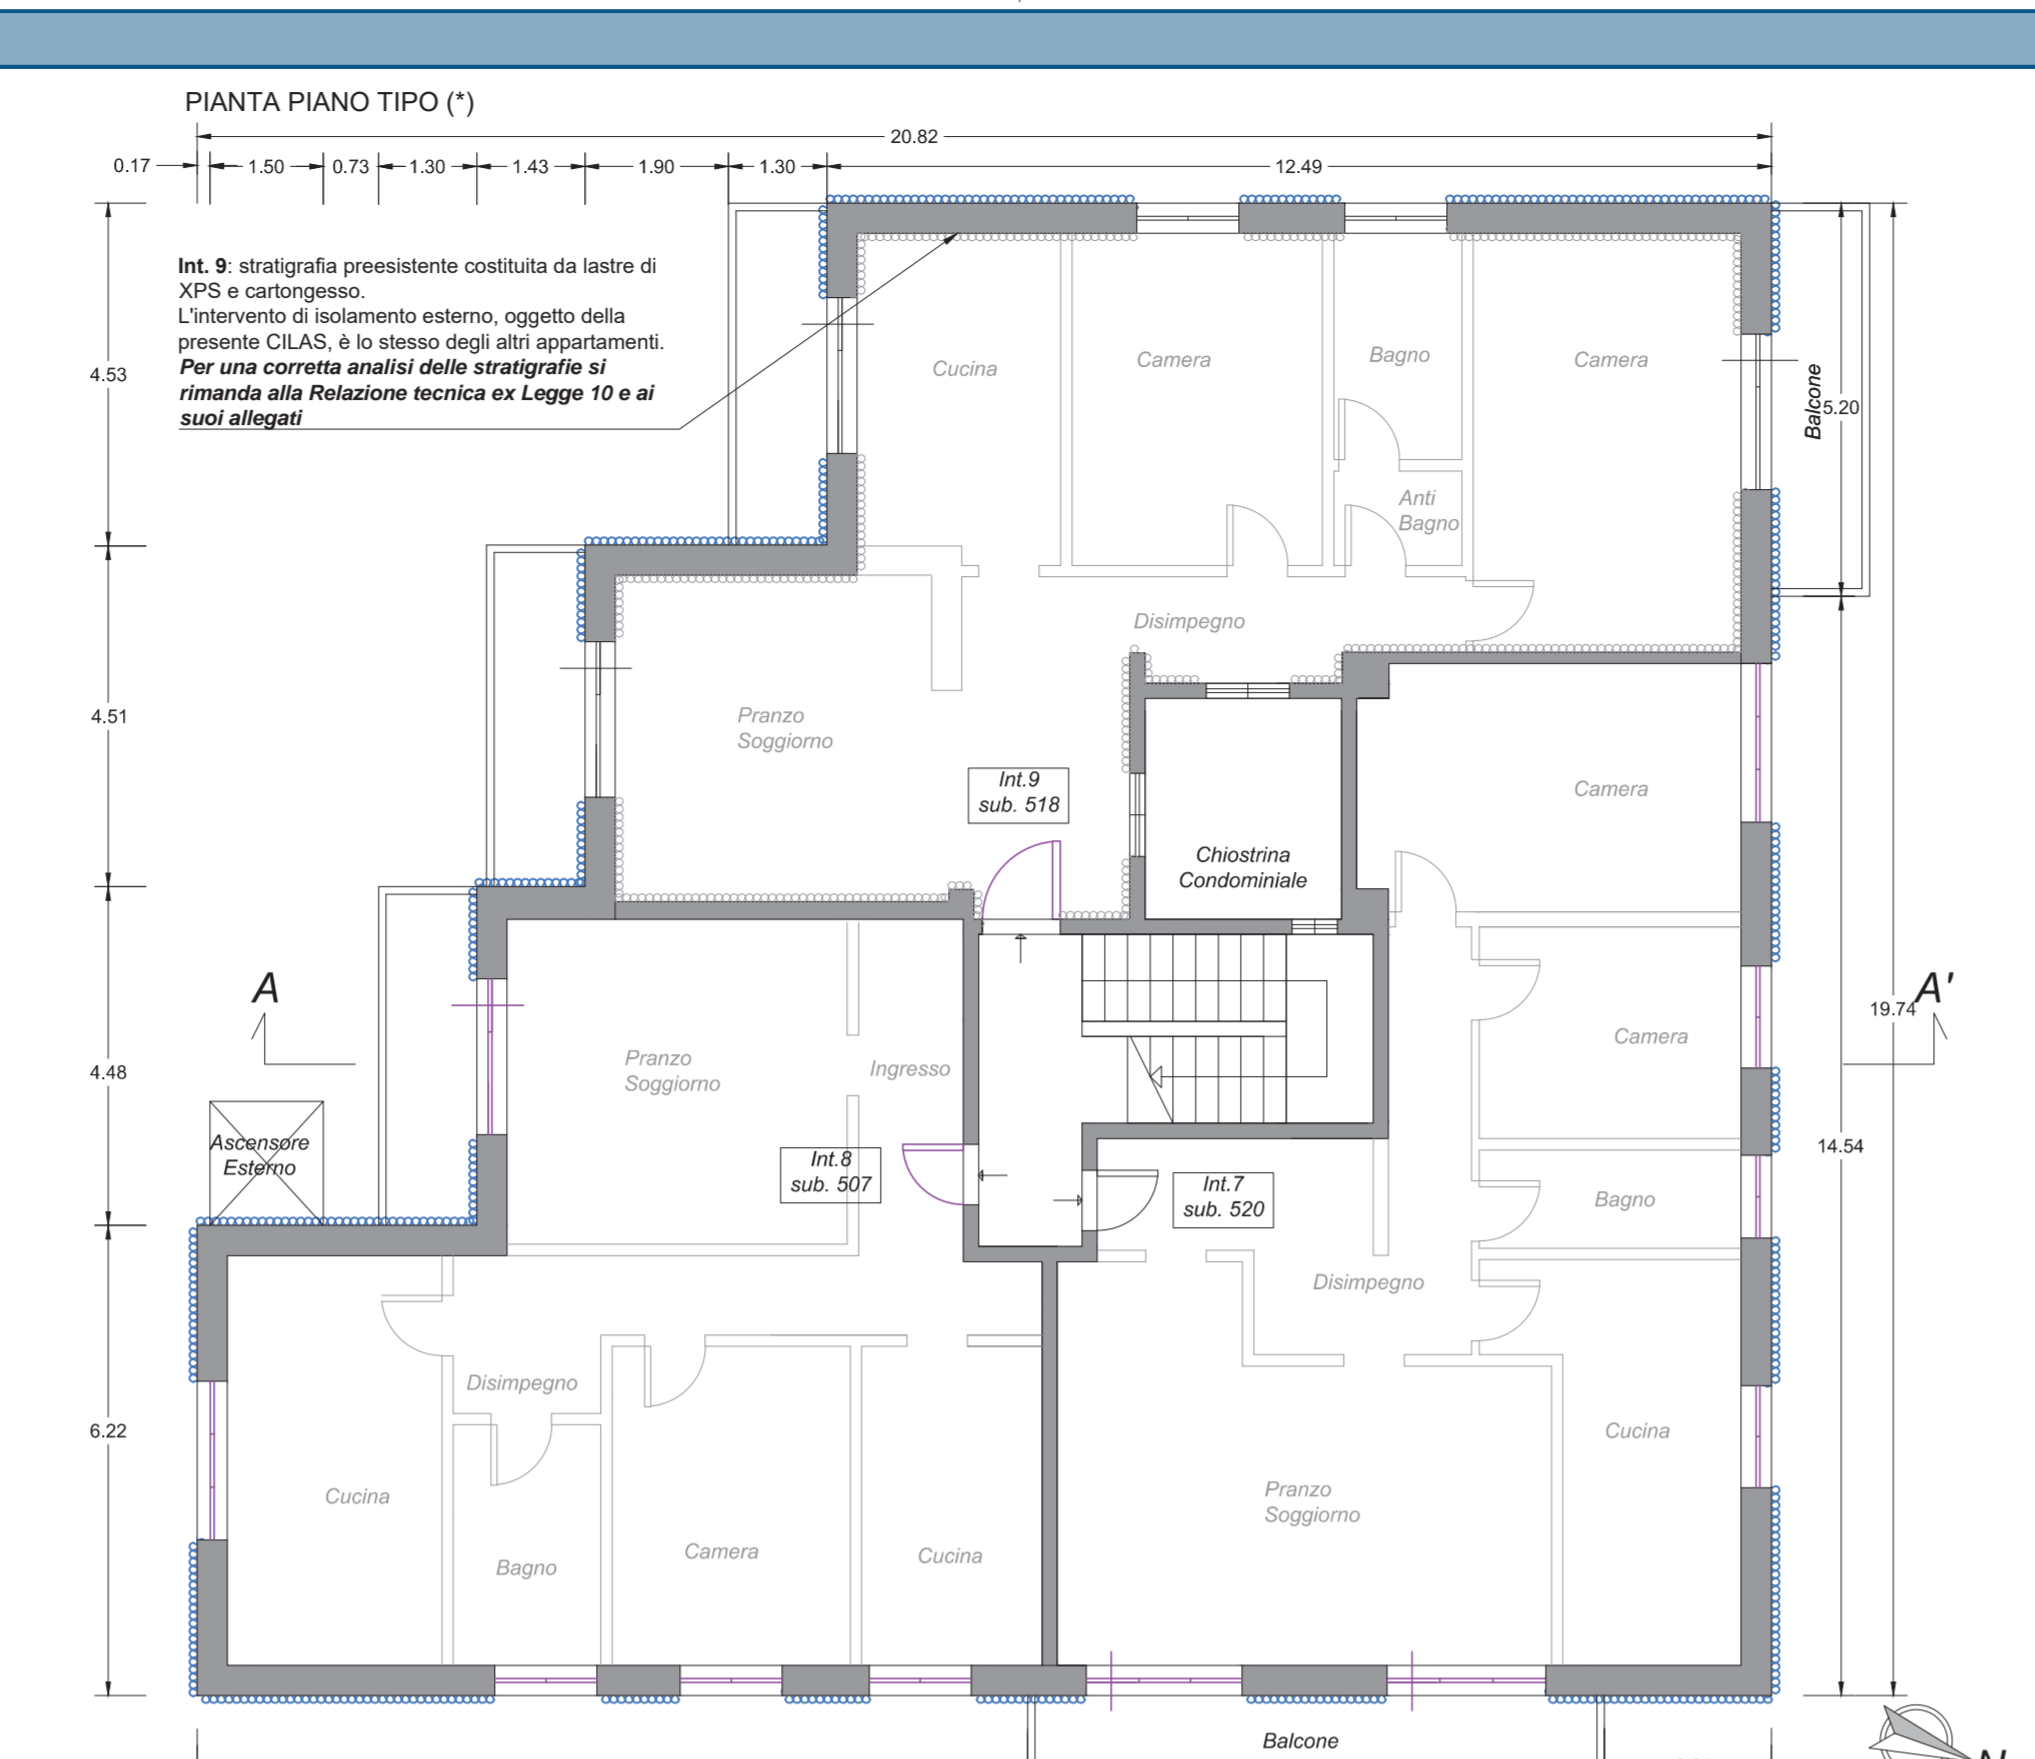 PIANTA PIANO TIPO (*)
20.82
0.17
1.50
0.73
1.30
1.43
1.90
1.30
12.49
Int. 9: stratigrafia preesistente costituita da lastre di
XPS e cartongesso.
L'intervento di isolamento esterno, oggetto della
presente CILAS, è lo stesso degli altri appartamenti.
Per una corretta analisi delle stratigrafie si
rimanda alla Relazione tecnica ex Legge 10 e ai
suoi allegati
4.53
Cucina
Camera
Bagno
Camera
Balcone
5.20
Anti
Bagno
Disimpegno
4.51
Pranzo
Soggiorno
Int.9
sub. 518
Camera
Chiostrina
Condominiale
A
A'
19.74
4.48
Pranzo
Soggiorno
Ingresso
Camera
Ascensore
Esterno
14.54
Int.8
sub. 507
Int.7
sub. 520
Bagno
Disimpegno
Disimpegno
6.22
Cucina
Cucina
Pranzo
Soggiorno
Bagno
Camera
Cucina
Balcone